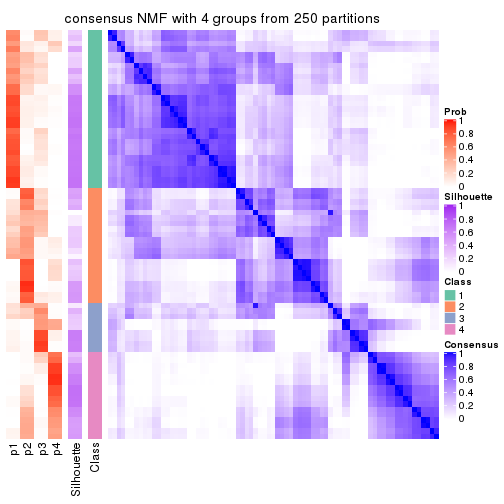 consensus NMF with 4 groups from 250 partitions
Prob
1
0.8
0.6
0.4
0.2
0
Silhouette
1
0.8
0.6
0.4
0.2
0
Class
1
2
3
4
Consensus
1
0.8
0.6
0.4
0.2
0
p1
p2
p3
p4
Silhouette
Class